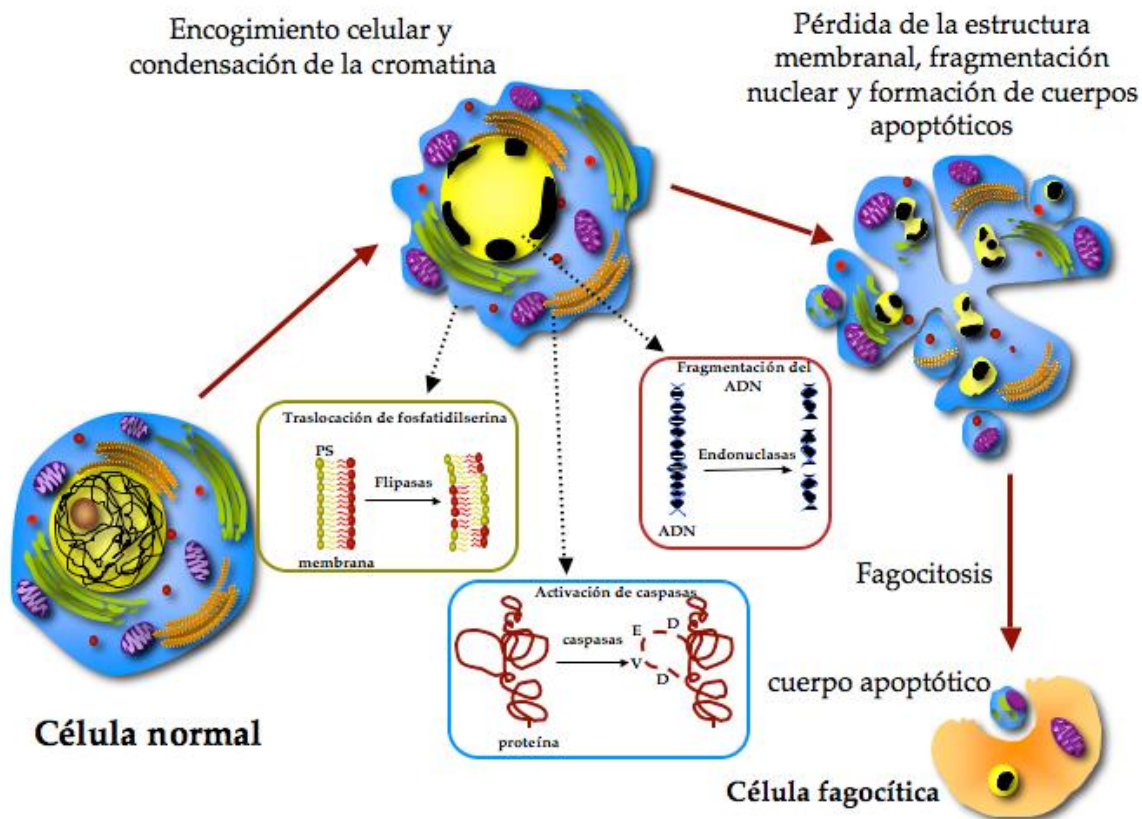 Encogimiento celular y
condensación de la cromatina
Pérdida de la estructura
membranal, fragmentación
nuclear y formación de cuerpos
apoptóticos
Traslocación de fosfatidilserina
PS
Flipasas
membrana
Fragmentación del
ADN
Endonucleasas
ADN
Activación de caspasas
caspasas
E
D
V
D
proteína
Célula normal
Fagocitosis
cuerpo apoptótico
Célula fagocítica